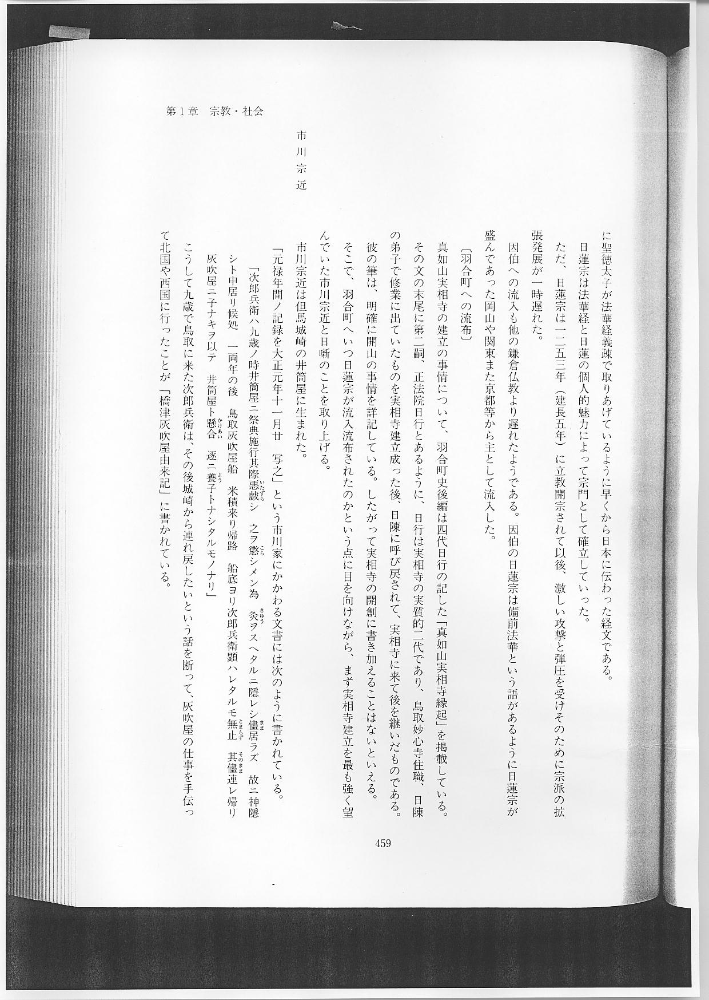 第1章　宗教・社会
に聖徳太子が法華経義疎で取りあげているように早くから日本に伝わった経文である。
日蓮宗は法華経と日蓮の個人的魅力によって宗門として確立していった。
ただ、日蓮宗は一二五三年（建長五年）に立教開宗されて以後、激しい攻撃と弾圧を受けそのために宗派の拡
張発展が一時遅れた。
因伯への流入も他の鎌倉仏教より遅れたようである。因伯の日蓮宗は備前法華という語があるように日蓮宗が
盛んであった岡山や関東また京都等から主として流入した。
〔羽合町への流布〕
真如山実相寺の建立の事情について、羽合町史後編は四代日行の記した「真如山実相寺縁起」を掲載している。
その文の末尾に第二嗣、正法院日行とあるように、日行は実相寺の実質的二代であり、鳥取妙心寺住職、日陳
の弟子で修業に出ていたものを実相寺建立成った後、日陳に呼び戻されて、実相寺に来て後を継いだものである。
彼の筆は、明確に開山の事情を詳記している。したがって実相寺の開創に書き加えることはないといえる。
そこで、羽合町へいつ日蓮宗が流入流布されたのかという点に目を向けながら、まず実相寺建立を最も強く望
んでいた市川宗近と日噺のことを取り上げる。
市川宗近
市川宗近は但馬城崎の井筒屋に生まれた。
「元禄年間ノ記録を大正元年十一月廿　写之」という市川家にかかわる文書には次のように書かれている。
「次郎兵衛ハ九歳ノ時井筒屋ニ祭典施行其際悪戯いたずらシ　之ヲ懲こらシメン為　灸きゆうヲスヘタルニ隠レシ儘まま居ラズ　故ニ神隠
シト申居リ候処　一両年の後　鳥取灰吹屋船　米積来り帰路　船底ヨリ次郎兵衛顕ハレタルモ無止とまらず　其儘そのまま連レ帰リ
灰吹屋ニ子ナキヲ以テ　井筒屋ト懸合かけあい　逐ニ養よう子トナシタルモノナリ」
こうして九歳で鳥取に来た次郎兵衛は、その後城崎から連れ戻したいという話を断って、灰吹屋の仕事を手伝っ
て北国や西国に行ったことが「橋津灰吹屋由来記」に書かれている。
459